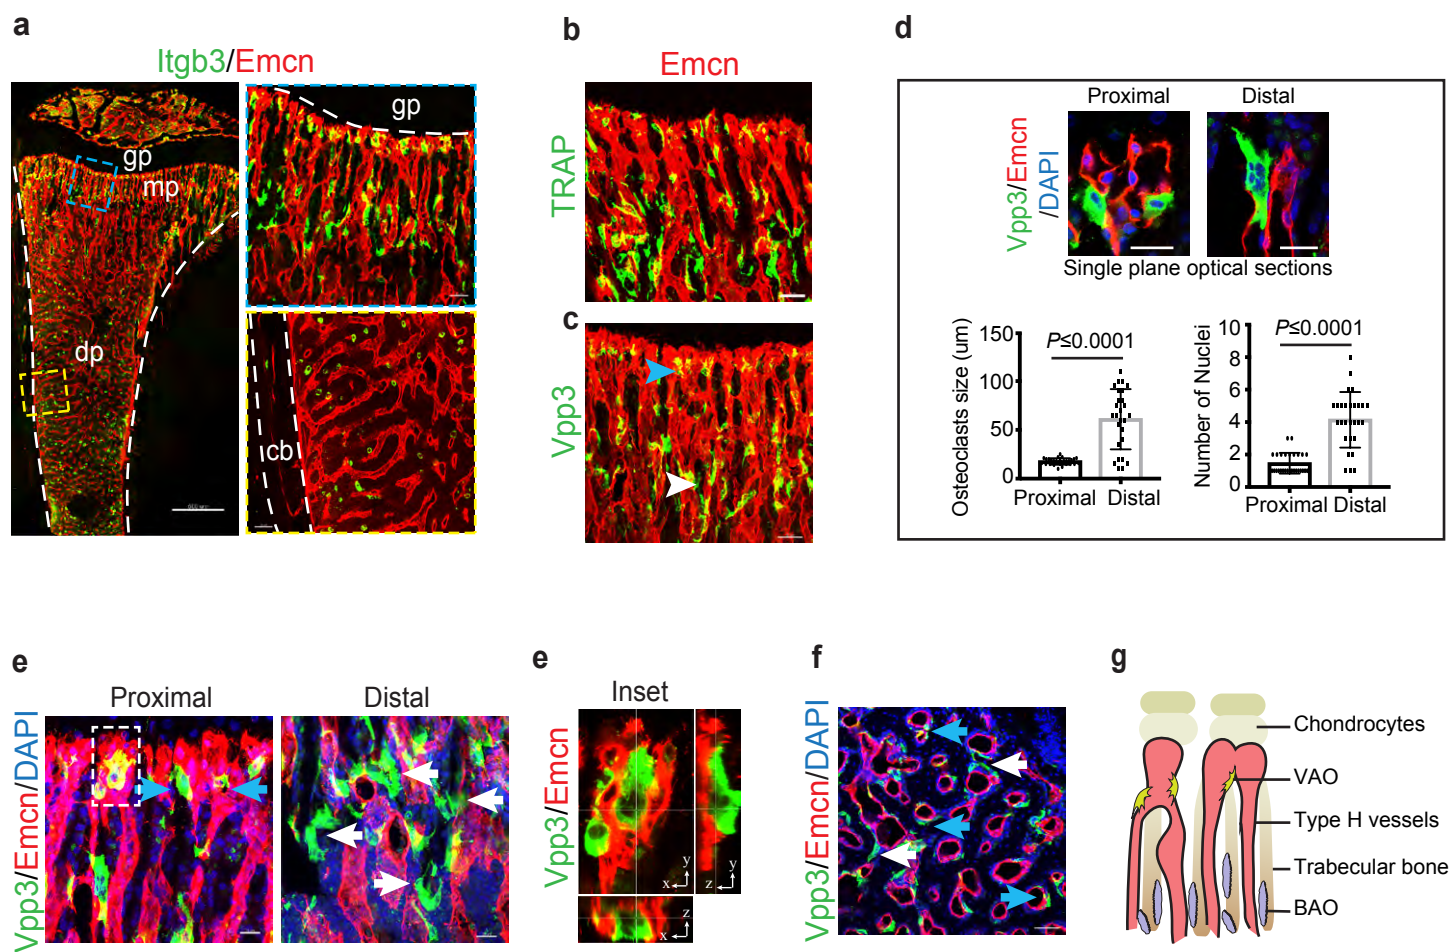 a
Itgb3/Emcn
gp
mp
dp
gp
cb
b
Emcn
TRAP
c
Vpp3
d
Proximal
Distal
Vpp3/Emcn
/DAPI
Single plane optical sections
Osteoclasts size (um)
150
100
50
0
P≤0.0001
Proximal
Distal
Number of Nuclei
10
8
6
4
2
0
P≤0.0001
Proximal
Distal
e
Proximal
Distal
Vpp3/Emcn/DAPI
e
Inset
Vpp3/Emcn
y
x
y
z
z
x
f
Vpp3/Emcn/DAPI
g
Chondrocytes
VAO
Type H vessels
Trabecular bone
BAO